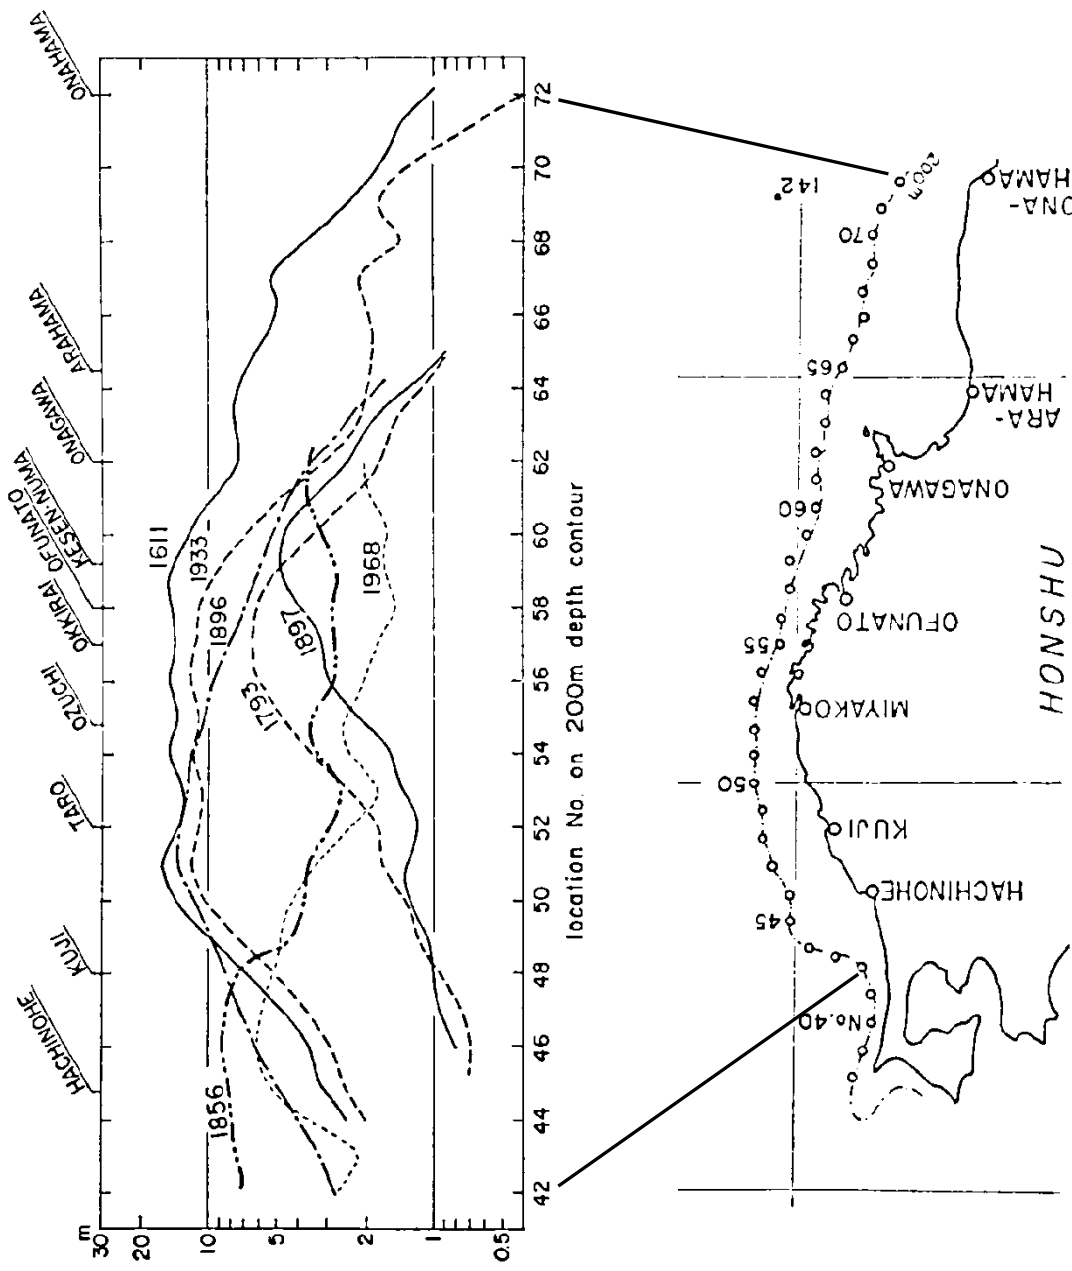 HACHINOHE
KUJI
TARO
OZUCHI
OKKIRAI
OFUNATO
KESEN-NUMA
ONAGAWA
ARAHAMA
ONAHAMA
m
30
20
10
5
2
1
0.5
1856
1793
1896
1897
1933
1611
1968
42
44
46
48
50
52
54
56
58
60
62
64
66
68
70
72
location No. on 200m depth contour
142°
200m
70
65
60
55
50
45
No.40
ONA-
HAMA
ARA-
HAMA
ONAGAWA
OFUNATO
MIYAKO
KUJI
HACHINOHE
HONSHU